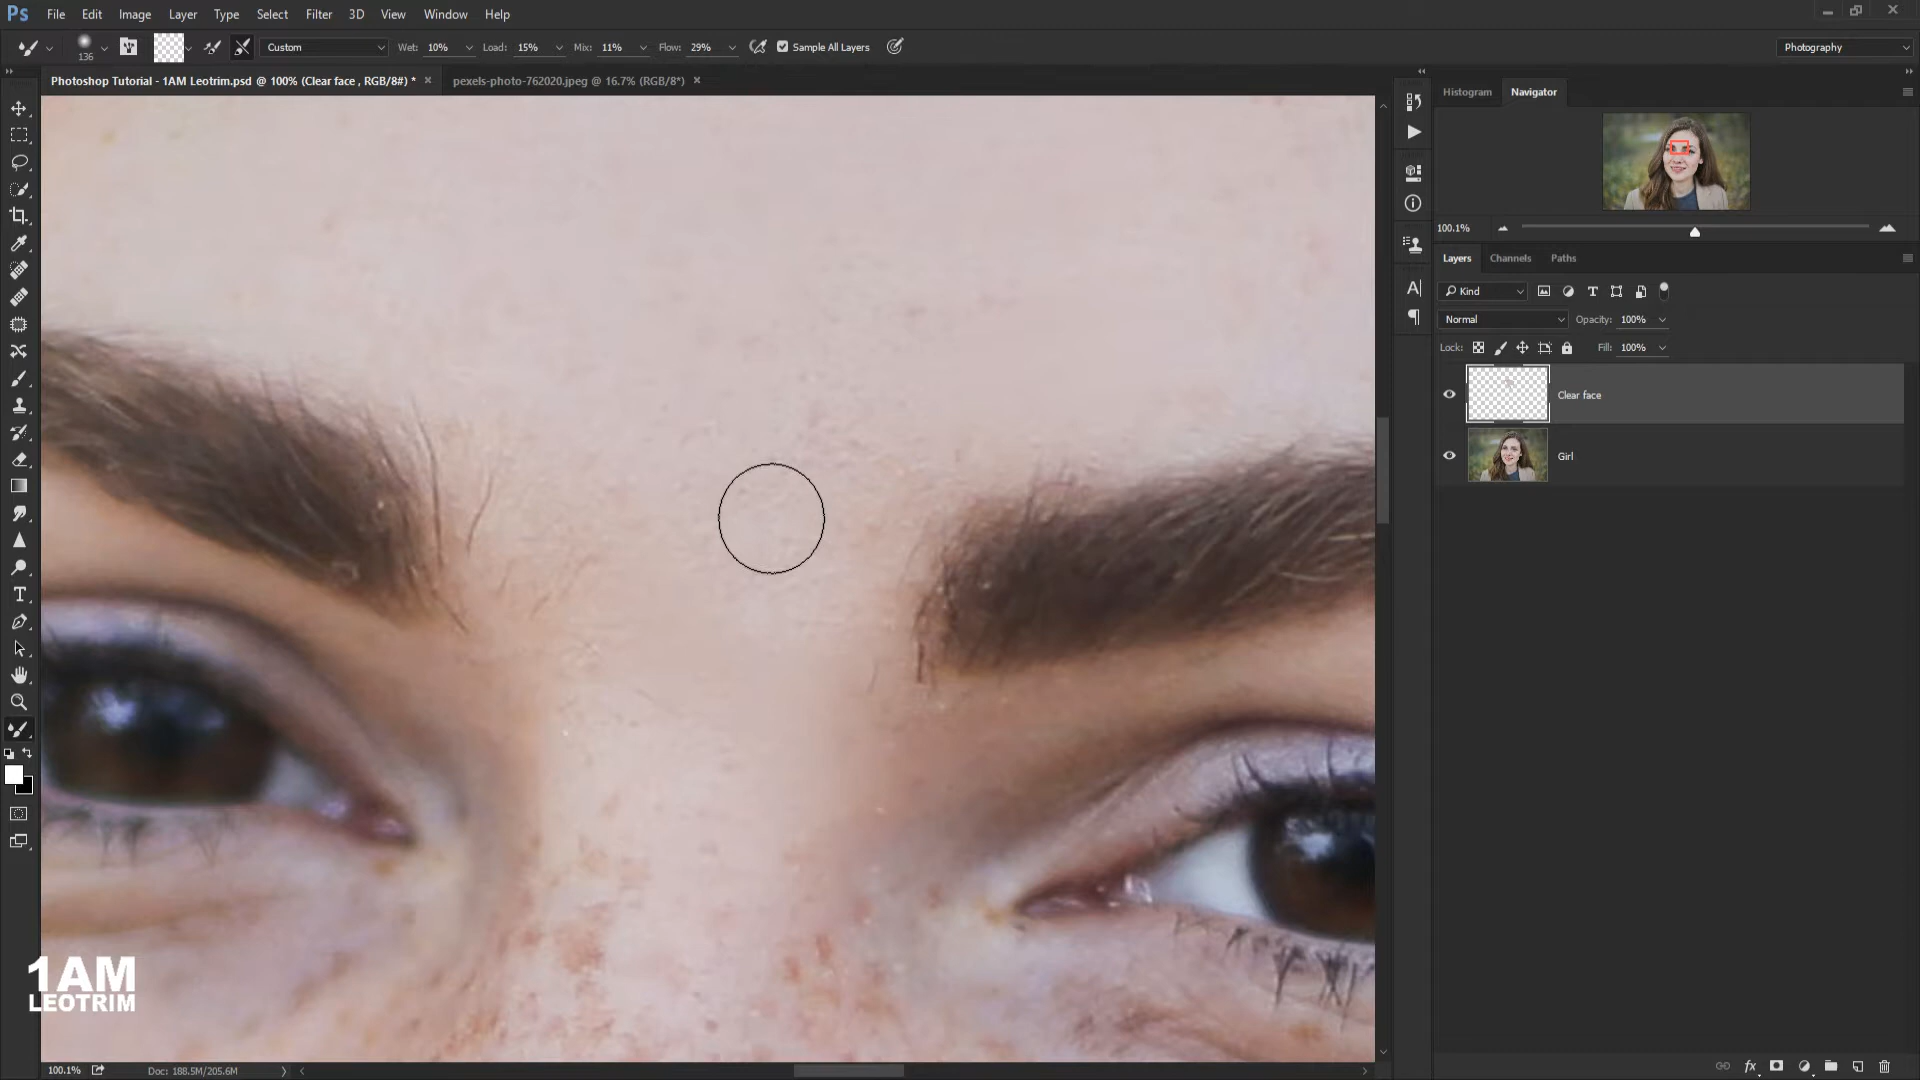 Ps File Edit Image Layer Type Select Filter 3D View Window Help
136 Custom Wet: 10% Load: 15% Mix: 11% Flow: 29% Sample All Layers Photography
Photoshop Tutorial - 1AM Leotrim.psd @ 100% (Clear face , RGB/8#) * × pexels-photo-762020.jpeg @ 16.7% (RGB/8*) ×
Histogram Navigator
100.1%
Layers Channels Paths
Kind
Normal Opacity: 100%
Lock: Fill: 100%
Clear face
Girl
1AM
LEOTRIM
100.1% Doc: 188.5M/205.6M